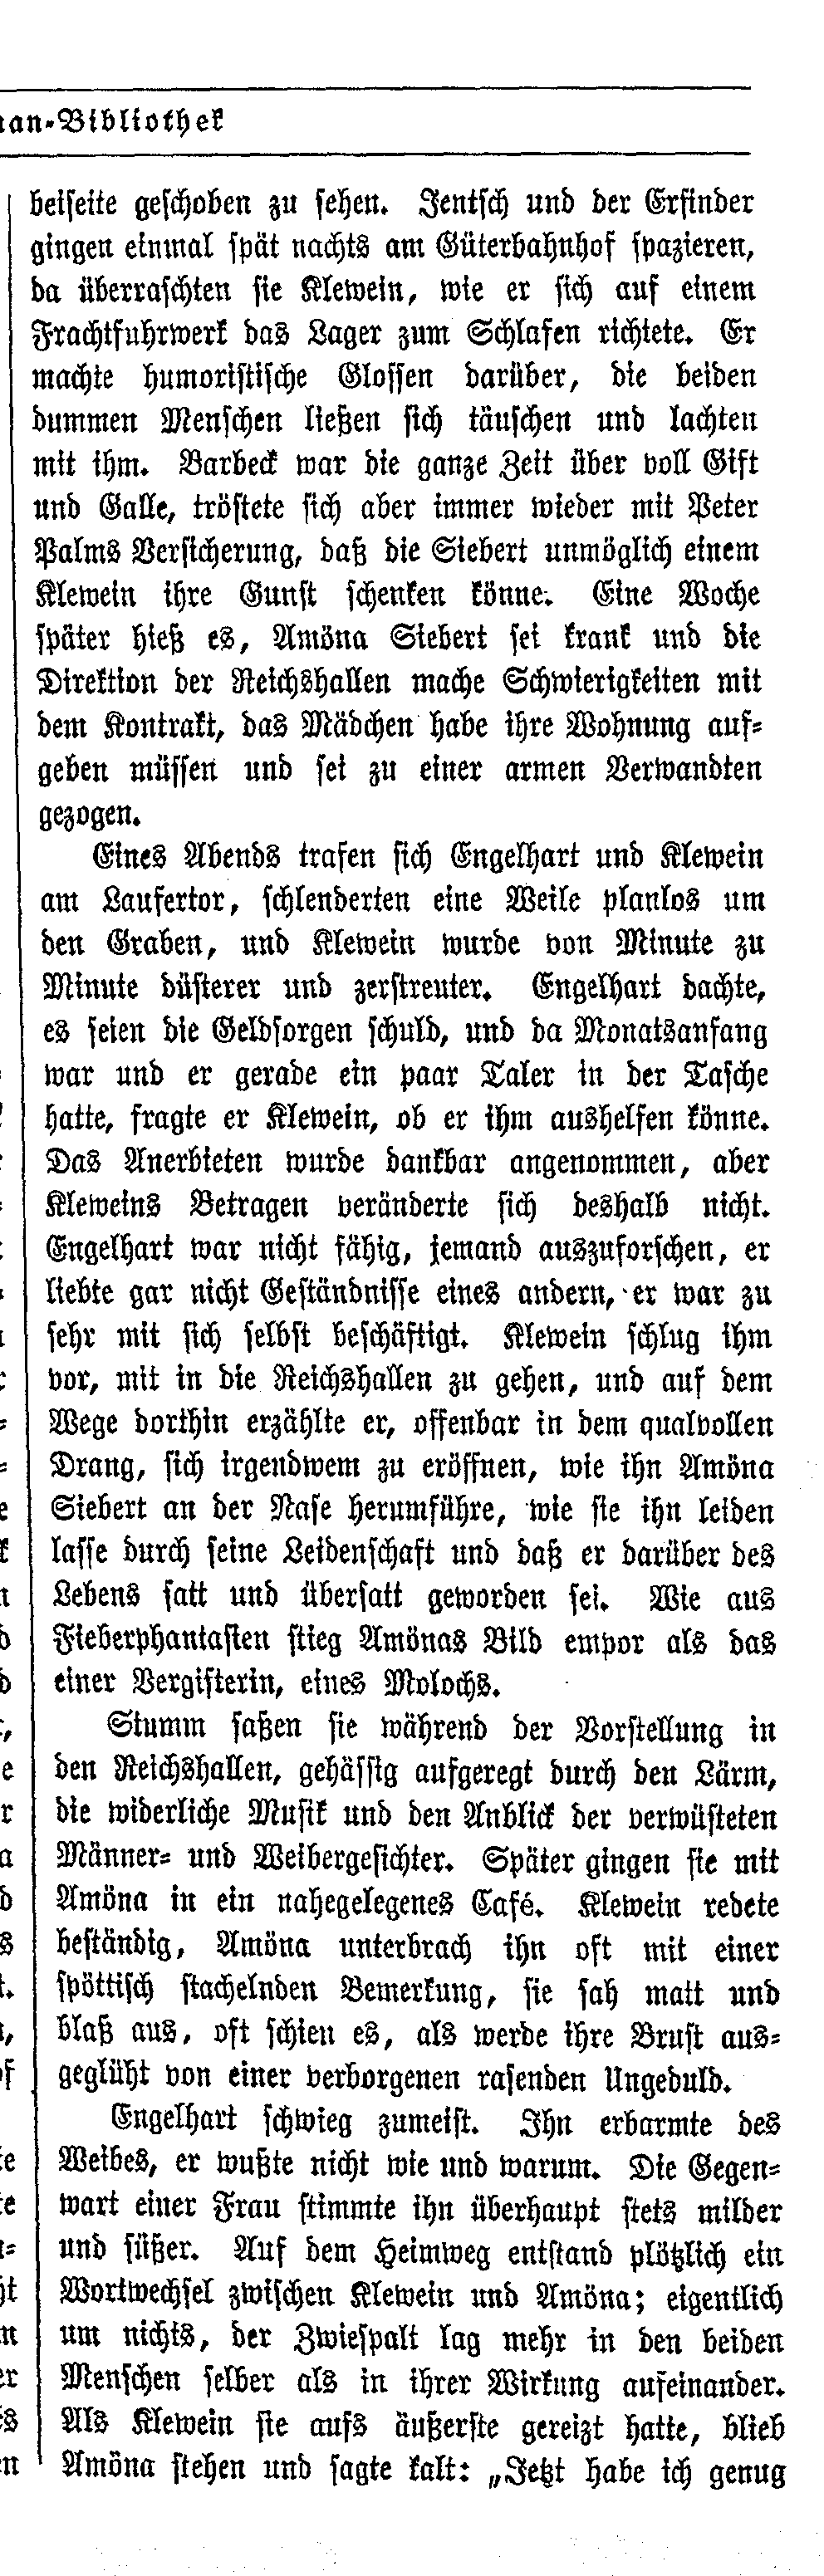 an-Bibliothek
beiseite geschoben zu sehen. Jentsch und der Erfinder
gingen einmal spät nachts am Güterbahnhof spazieren,
da überraschten sie Klewein, wie er sich auf einem
Frachtfuhrwerk das Lager zum Schlafen richtete. Er
machte humoristische Glossen darüber, die beiden
dummen Menschen ließen sich täuschen und lachten
mit ihm. Barbeck war die ganze Zeit über voll Gift
und Galle, tröstete sich aber immer wieder mit Peter
Palms Versicherung, daß die Siebert unmöglich einem
Klewein ihre Gunst schenken könne. Eine Woche
später hieß es, Amöna Siebert sei krank und die
Direktion der Reichshallen mache Schwierigkeiten mit
dem Kontrakt, das Mädchen habe ihre Wohnung auf-
geben müssen und sei zu einer armen Verwandten
gezogen.
Eines Abends trafen sich Engelhart und Klewein
am Laufertor, schlenderten eine Weile planlos um
den Graben, und Klewein wurde von Minute zu
Minute düsterer und zerstreuter. Engelhart dachte,
es seien die Geldsorgen schuld, und da Monatsanfang
war und er gerade ein paar Taler in der Tasche
hatte, fragte er Klewein, ob er ihm aushelfen könne.
Das Anerbieten wurde dankbar angenommen, aber
Kleweins Betragen veränderte sich deshalb nicht.
Engelhart war nicht fähig, jemand auszuforschen, er
liebte gar nicht Geständnisse eines andern, er war zu
sehr mit sich selbst beschäftigt. Klewein schlug ihm
vor, mit in die Reichshallen zu gehen, und auf dem
Wege dorthin erzählte er, offenbar in dem qualvollen
Drang, sich irgendwem zu eröffnen, wie ihn Amöna
Siebert an der Nase herumführe, wie sie ihn leiden
lasse durch seine Leidenschaft und daß er darüber des
Lebens satt und übersatt geworden sei. Wie aus
Fieberphantasien stieg Amönas Bild empor als das
einer Vergifterin, eines Molochs.
Stumm saßen sie während der Vorstellung in
den Reichshallen, gehässig aufgeregt durch den Lärm,
die widerliche Musik und den Anblick der verwüsteten
Männer- und Weibergesichter. Später gingen sie mit
Amöna in ein nahegelegenes Café. Klewein redete
beständig, Amöna unterbrach ihn oft mit einer
spöttisch stachelnden Bemerkung, sie sah matt und
blaß aus, oft schien es, als werde ihre Brust aus-
geglüht von einer verborgenen rasenden Ungeduld.
Engelhart schwieg zumeist. Ihn erbarmte des
Weibes, er wußte nicht wie und warum. Die Gegen-
wart einer Frau stimmte ihn überhaupt stets milder
und süßer. Auf dem Heimweg entstand plötzlich ein
Wortwechsel zwischen Klewein und Amöna; eigentlich
um nichts, der Zwiespalt lag mehr in den beiden
Menschen selber als in ihrer Wirkung aufeinander.
Als Klewein sie aufs äußerste gereizt hatte, blieb
Amöna stehen und sagte kalt: „Jetzt habe ich genug